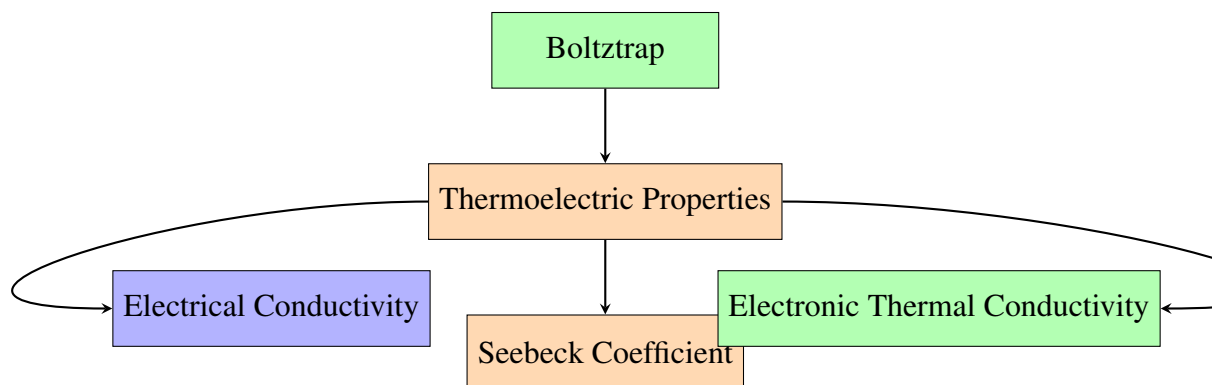 Boltztrap
Thermoelectric Properties
Electrical Conductivity
Electronic Thermal Conductivity
Seebeck Coefficient